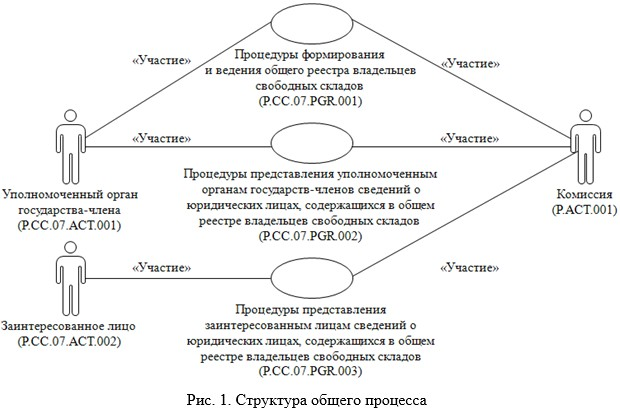 «Участие»
Процедуры формирования
и ведения общего реестра владельцев
свободных складов
(P.CC.07.PGR.001)
«Участие»
«Участие»
«Участие»
Уполномоченный орган
государства-члена
(P.CC.07.ACT.001)
Процедуры представления уполномоченным
органам государств-членов сведений о
юридических лицах, содержащихся в общем
реестре владельцев свободных складов
(P.CC.07.PGR.002)
Комиссия
(P.ACT.001)
«Участие»
«Участие»
Заинтересованное лицо
(P.CC.07.ACT.002)
Процедуры представления
заинтересованным лицам сведений о
юридических лицах, содержащихся в общем
реестре владельцев свободных складов
(P.CC.07.PGR.003)
Рис. 1. Структура общего процесса